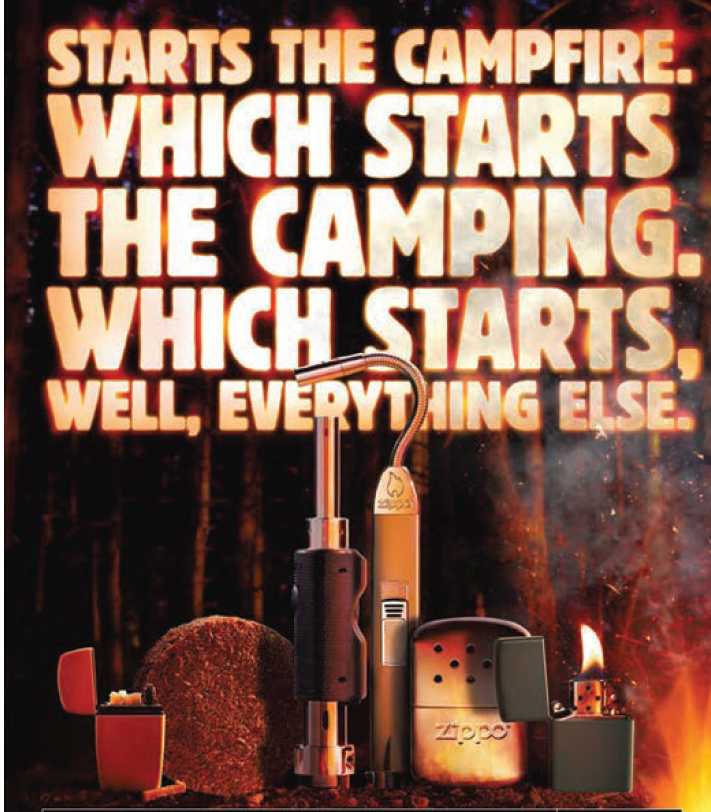 STARTS THE CAMPFIRE.
WHICH STARTS
THE CAMPING.
WHICH STARTS,
WELL, EVERYTHING ELSE.
zippo
zippo